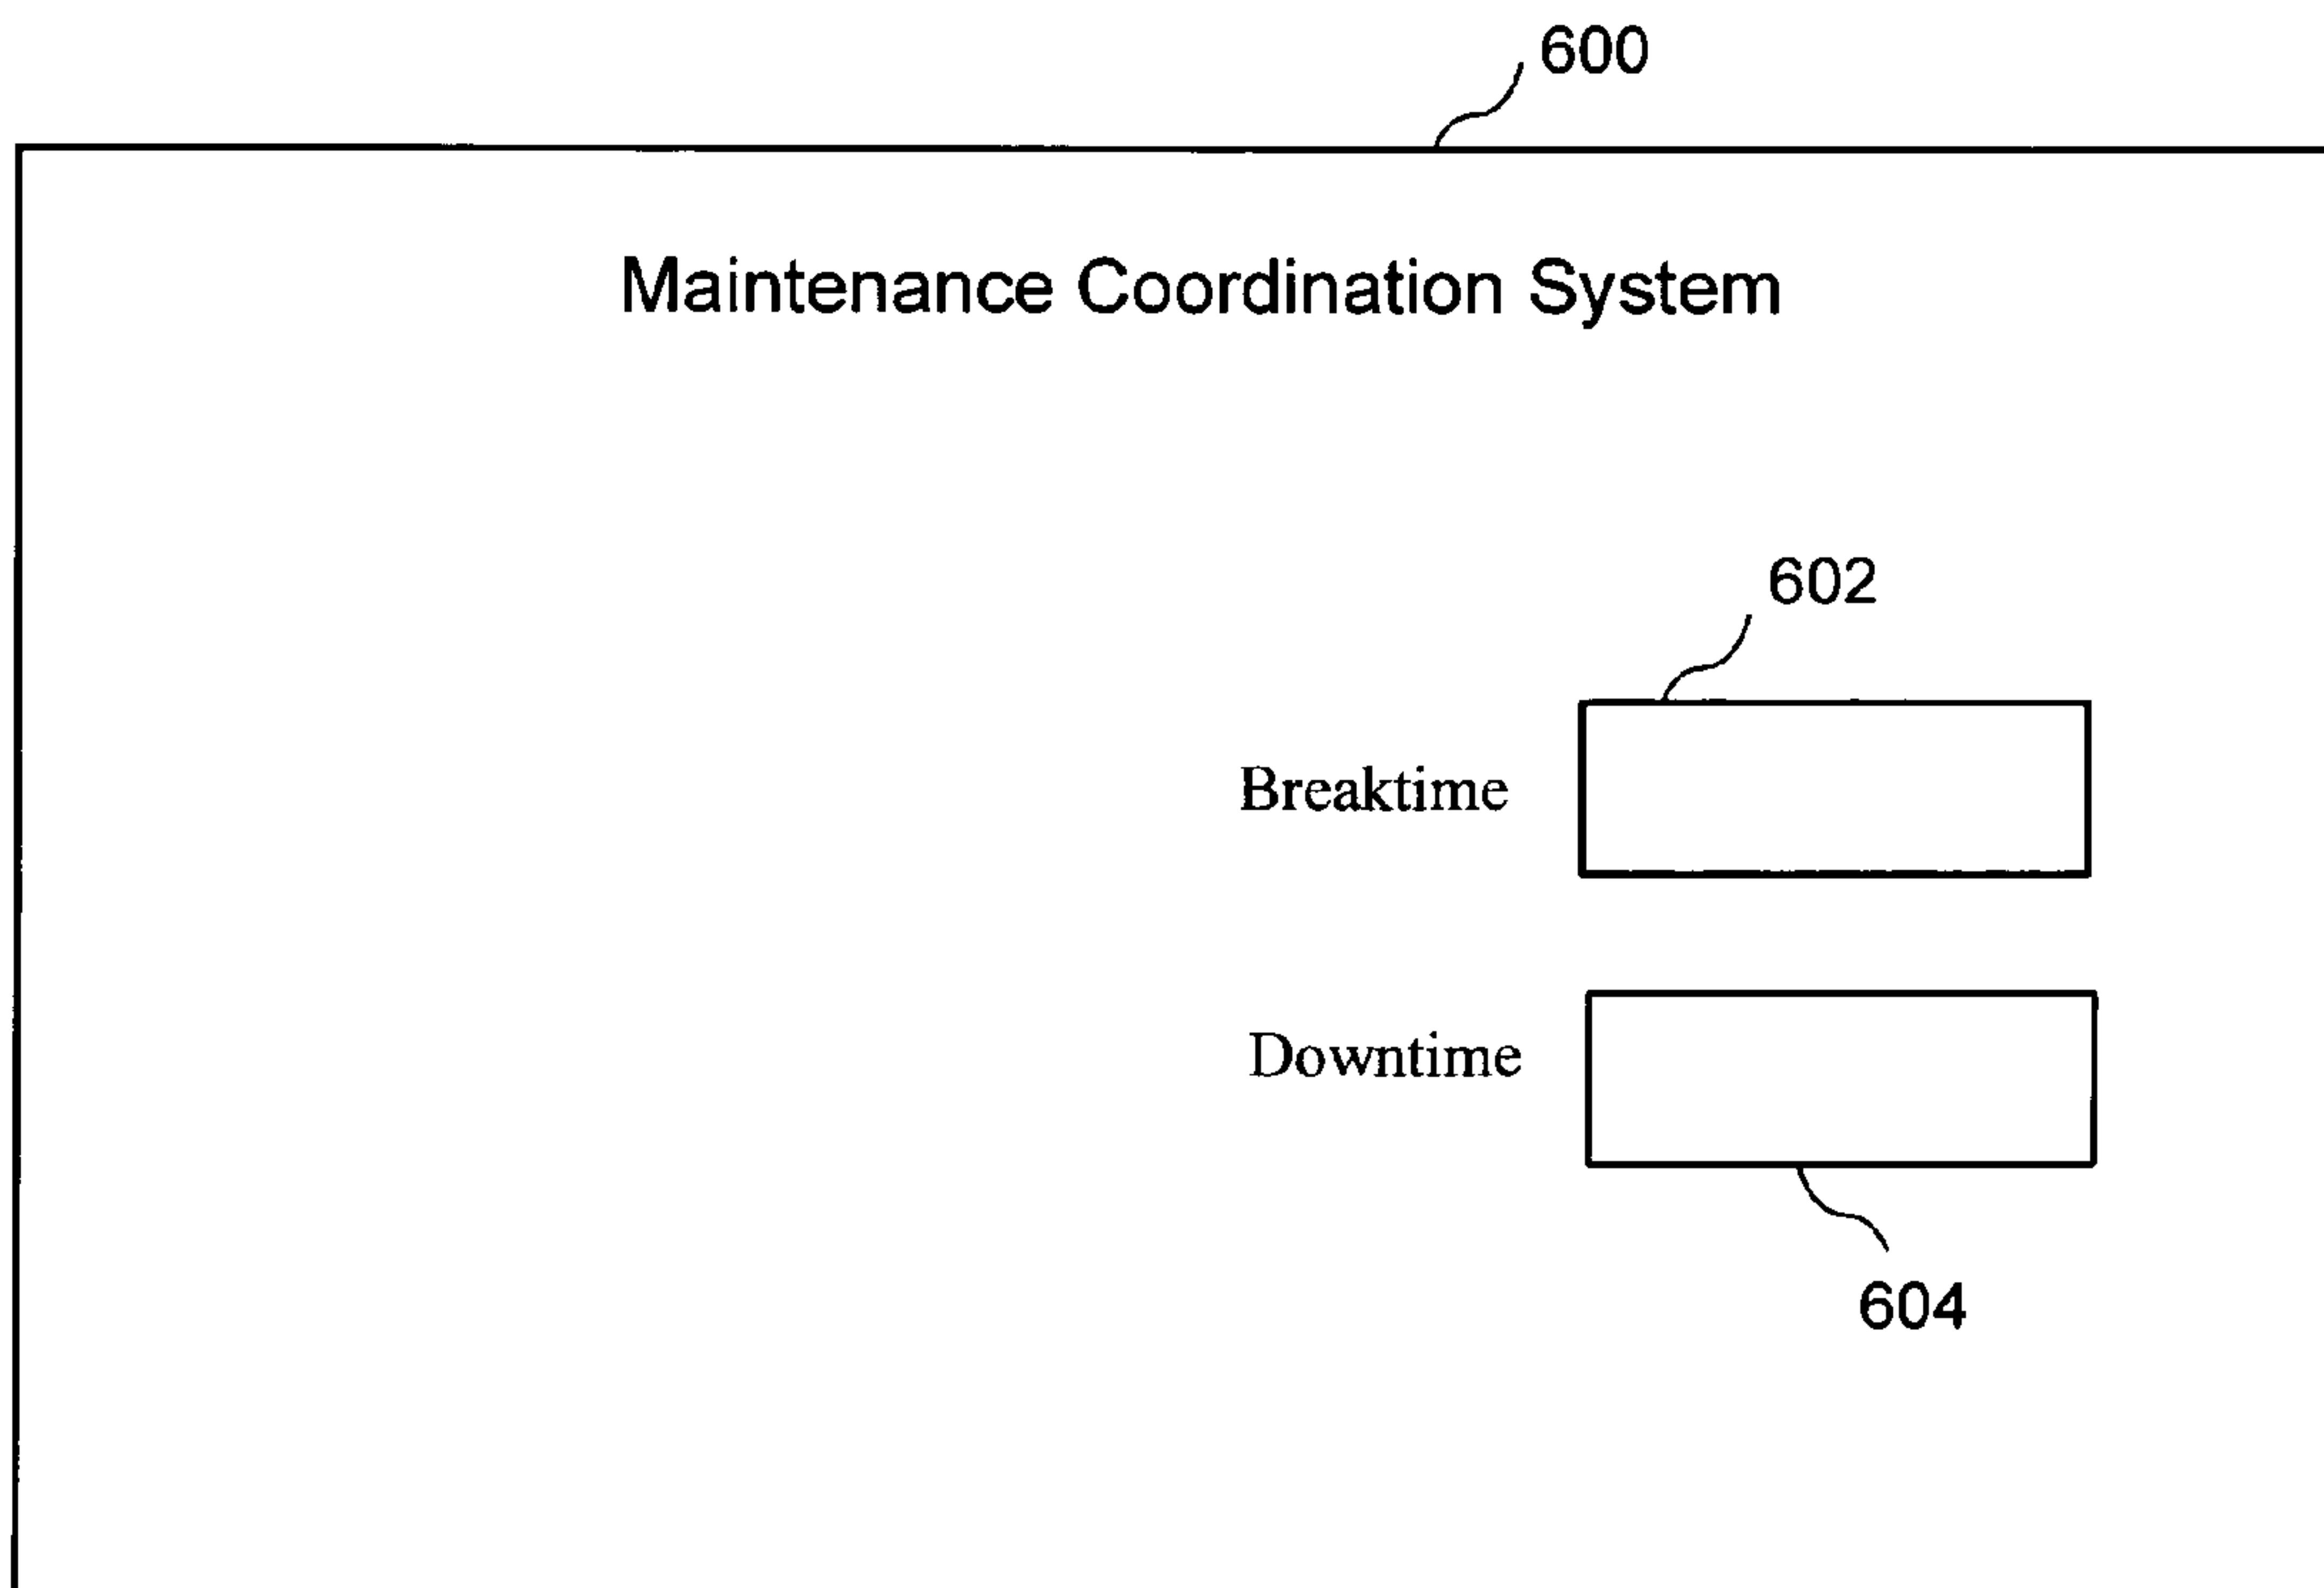 600
Maintenance Coordination System
602
Breaktime
Downtime
604